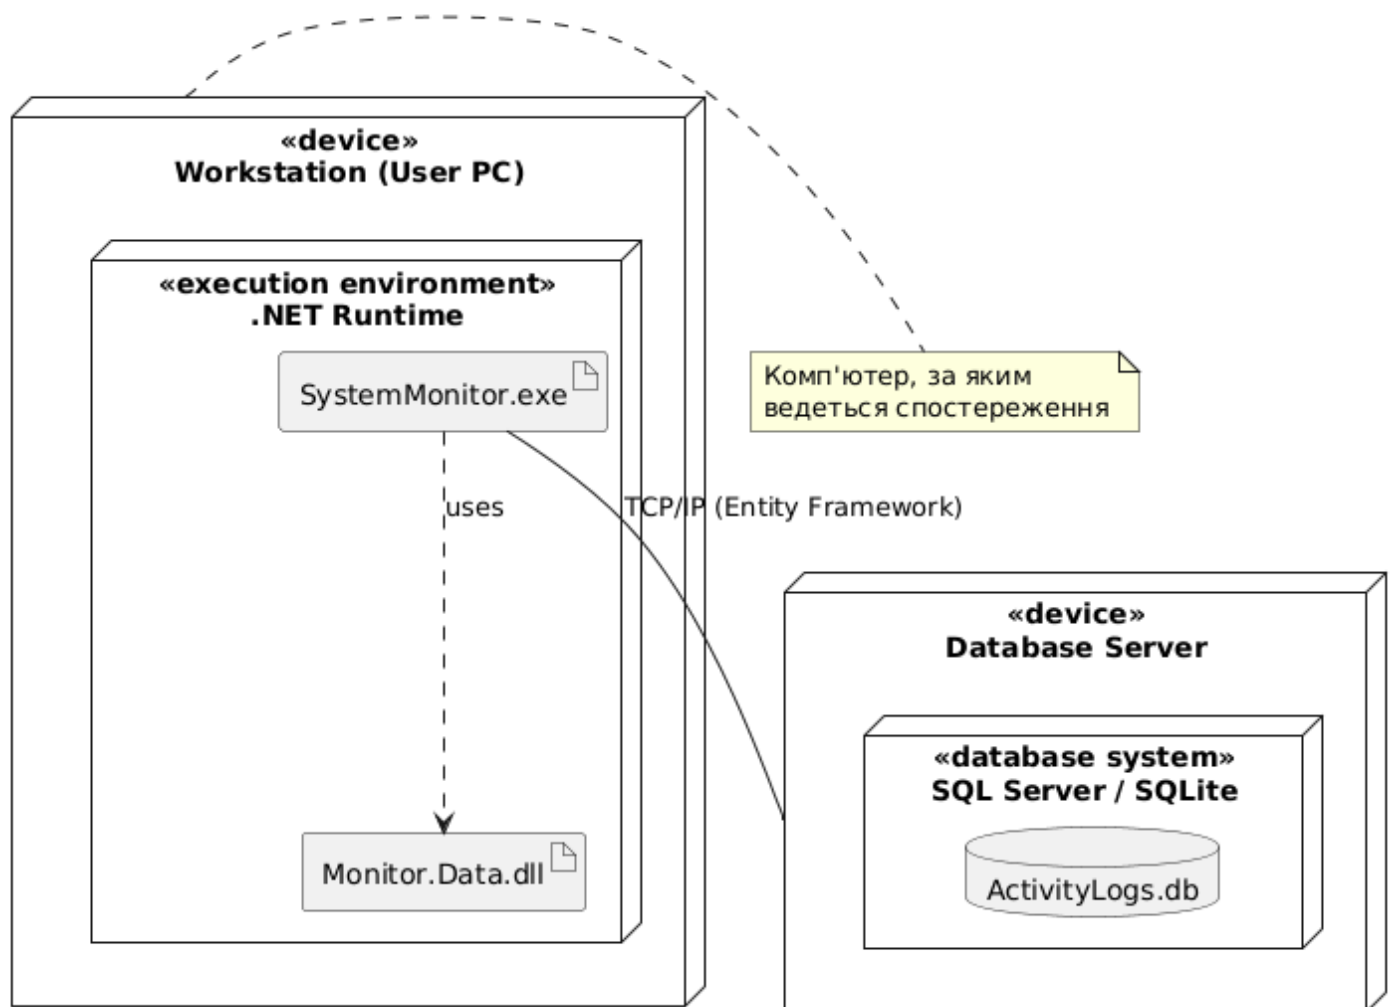 «device»
Workstation (User PC)
«execution environment»
.NET Runtime
SystemMonitor.exe
Комп'ютер, за яким
ведеться спостереження
uses
TCP/IP (Entity Framework)
«device»
Database Server
«database system»
SQL Server / SQLite
Monitor.Data.dll
ActivityLogs.db